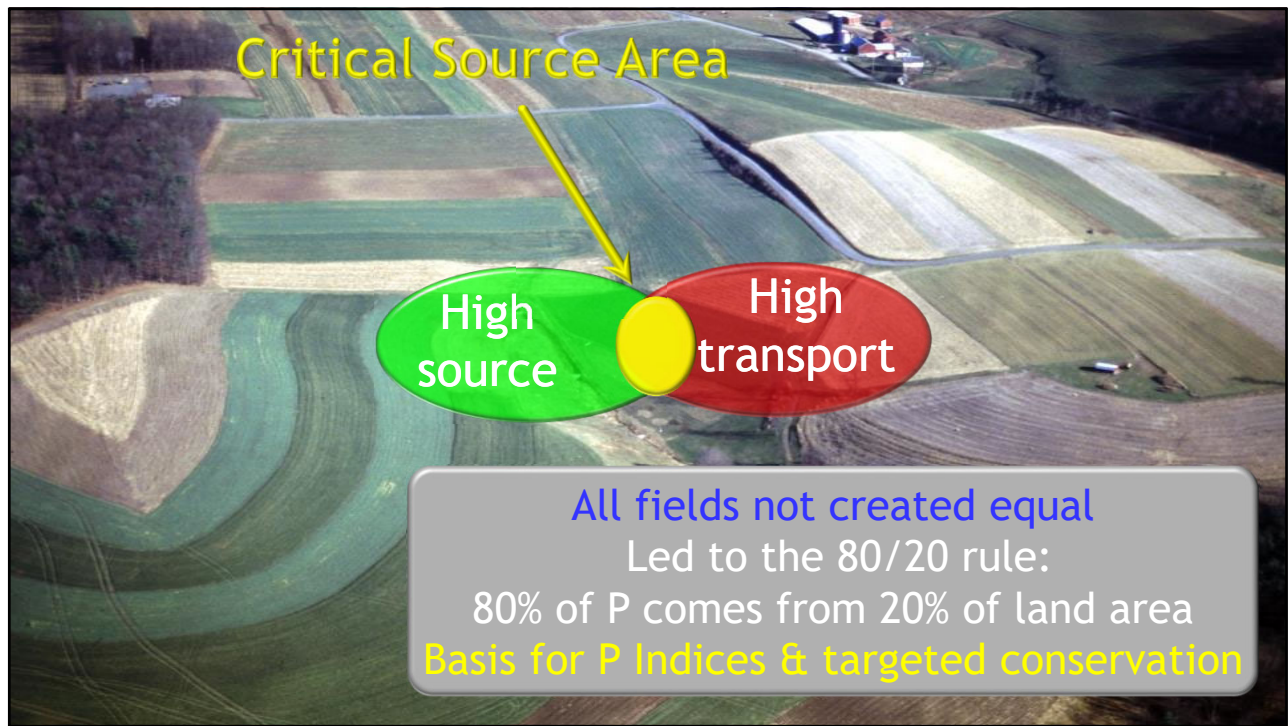 Critical Source Area
High
source
High
transport
All fields not created equal
Led to the 80/20 rule:
80% of P comes from 20% of land area
Basis for P Indices & targeted conservation